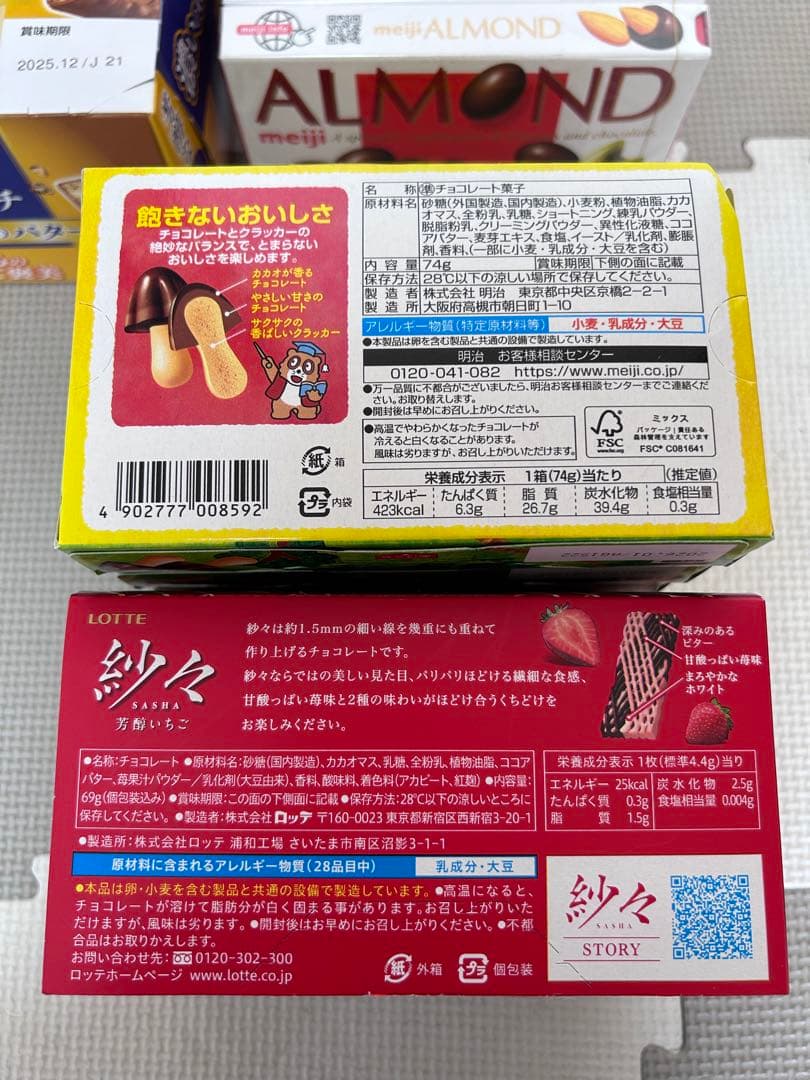 賞味期限
2025.12/J 21
meiji ALMOND
ALMOND
meiji
and chocolate.
チ
飽きないおいしさ
チョコレートとクラッカーの
絶妙なバランスで、とまらない
おいしさを楽しめます。
カカオが香る
チョコレート
やさしい甘さの
チョコレート
サクサクの
香ばしいクラッカー
紙 箱
プラ 内袋
4 902777 008592
名 称 準チョコレート菓子
原材料名 砂糖(外国製造、国内製造)、小麦粉、植物油脂、カカ
オマス、全粉乳、乳糖、ショートニング、練乳パウダー、
脱脂粉乳、クリーミングパウダー、異性化液糖、ココ
アバター、麦芽エキス、食塩、イースト/乳化剤、膨脹
剤、香料、(一部に小麦・乳成分・大豆を含む)
内容量 74g 賞味期限 下側の面に記載
保存方法 28℃以下の涼しい場所で保存してください。
製造者 株式会社 明治 東京都中央区京橋2-2-1
製造所 大阪府高槻市朝日町1-10
アレルギー物質(特定原材料等) 小麦・乳成分・大豆
●本製品は卵を含む製品と共通の設備で製造しています。
明治 お客様相談センター
0120-041-082 https://www.meiji.co.jp/
●万一品質に不都合がございましたら、明治お客様相談センターまでご連絡くだ
さい。お取り替えします。
●開封後は早めにお召し上がりください。
●高温でやわらかくなったチョコレートが
冷えると白くなることがあります。
風味は劣りますが、お召し上がりいただけます。
FSC
www.fsc.org
ミックス
パッケージ|責任ある
森林管理を支えています
FSC® C081641
栄養成分表示 1箱(74g)当たり (推定値)
エネルギー たんぱく質 脂質 炭水化物 食塩相当量
423kcal 6.3g 26.7g 39.4g 0.3g
LOTTE
紗々
SASHA
芳醇いちご
紗々は約1.5mmの細い線を幾重にも重ねて
作り上げるチョコレートです。
紗々ならではの美しい見た目、パリパリほどける繊細な食感、
甘酸っぱい苺味と2種の味わいがほどけ合うくちどけを
お楽しみください。
深みのある
ビター
甘酸っぱい苺味
まろやかな
ホワイト
●名称:チョコレート ●原材料名:砂糖(国内製造)、カカオマス、乳糖、全粉乳、植物油脂、ココア
バター、苺果汁パウダー/乳化剤(大豆由来)、香料、酸味料、着色料(アカビート、紅麹) ●内容量:
69g(個包装込み) ●賞味期限:この面の下側面に記載 ●保存方法:28℃以下の涼しいところに
保存してください。 ●製造者:株式会社 ロッテ 〒160-0023 東京都新宿区西新宿3-20-1
●製造所:株式会社ロッテ 浦和工場 さいたま市南区沼影3-1-1
栄養成分表示 1枚(標準4.4g)当り
エネルギー 25kcal 炭水化物 2.5g
たんぱく質 0.3g 食塩相当量 0.004g
脂質 1.5g
原材料に含まれるアレルギー物質(28品目中) 乳成分・大豆
●本品は卵・小麦を含む製品と共通の設備で製造しています。 ●高温になると、
チョコレートが溶けて脂肪分が白く固まる事があります。お召し上がりいた
だけますが、風味は劣ります。 ●開封後はお早めにお召し上がりください。 ●不都
合品はお取りかえします。
お問い合わせ先: 0120-302-300
ロッテホームページ www.lotte.co.jp
紙 外箱
プラ 個包装
紗々
SASHA
STORY